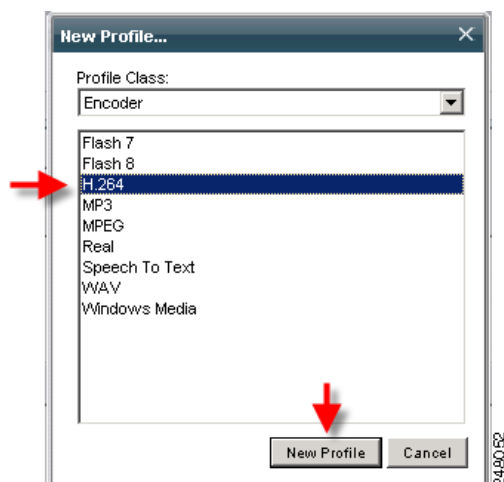 New Profile...
Profile Class:
Encoder
Flash 7
Flash 8
H.264
MP3
MPEG
Real
Speech To Text
WAV
Windows Media
New Profile Cancel
248052